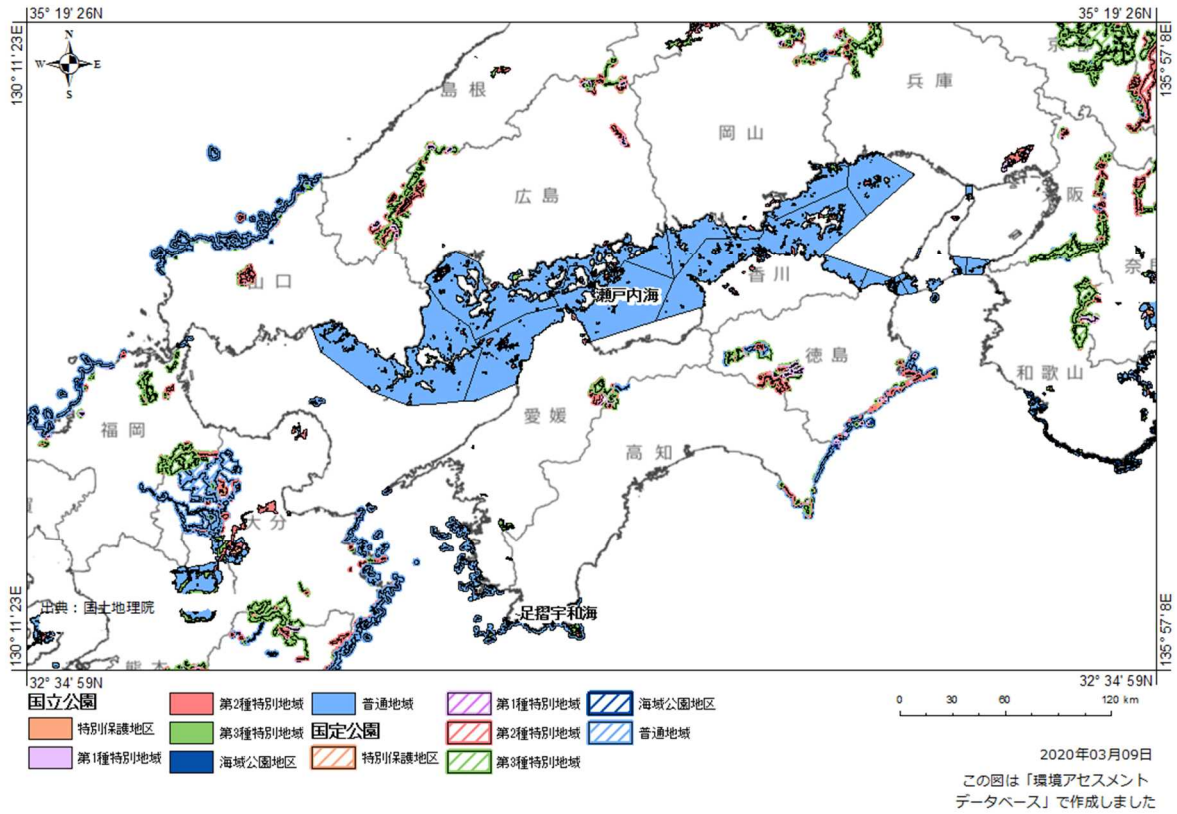 35° 19' 26N
35° 19' 26N
130° 11' 23E
135° 57' 8E
N
W
E
S
京都
兵庫
島根
岡山
広島
大阪
奈良
山口
瀬戸内海
香川
徳島
和歌山
愛媛
福岡
高知
大分
出典:国土地理院
足摺宇和海
熊本
130° 11' 23E
135° 57' 8E
32° 34' 59N
32° 34' 59N
国立公園
特別保護地区
第1種特別地域
第2種特別地域
第3種特別地域
海域公園地区
普通地域
国定公園
特別保護地区
第1種特別地域
第2種特別地域
第3種特別地域
海域公園地区
普通地域
0 30 60 120 km
2020年03月09日
この図は「環境アセスメント
データベース」で作成しました